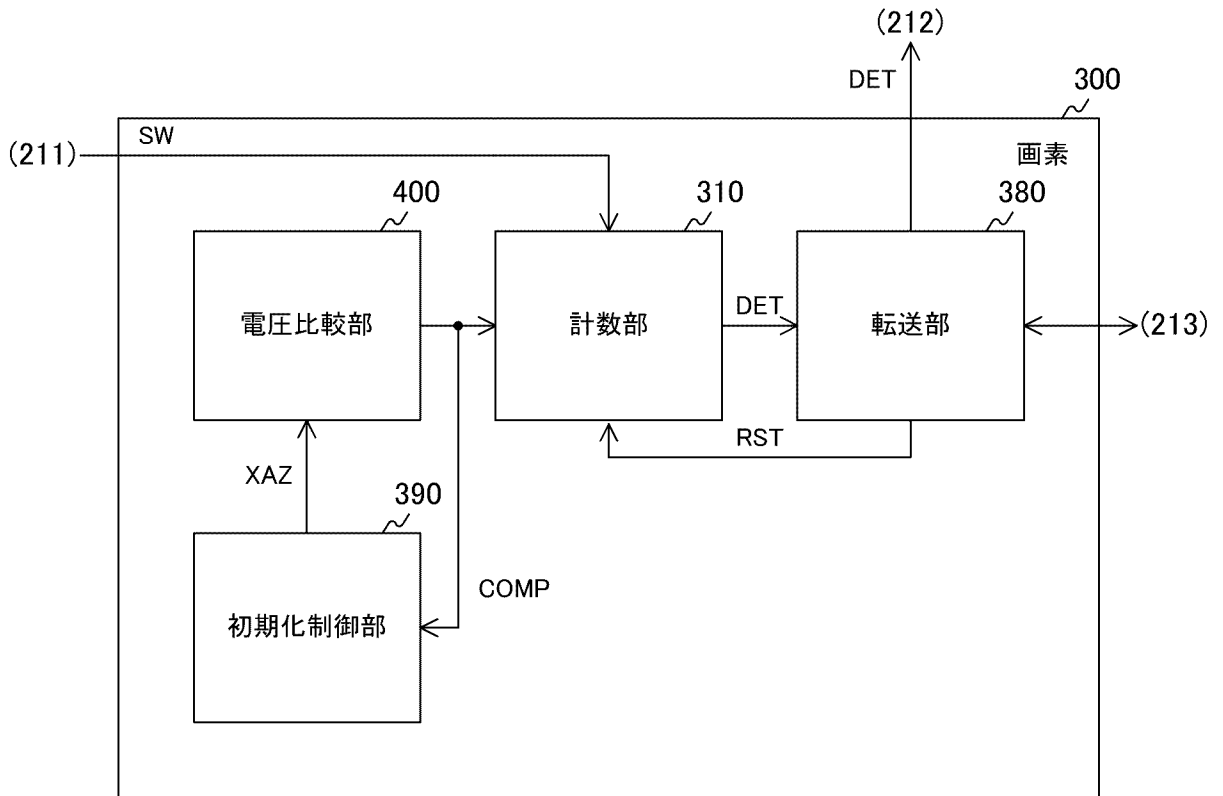 (212)
DET
300
SW
(211)
画素
400
310
380
電圧比較部
計数部
DET
転送部
(213)
RST
XAZ
390
COMP
初期化制御部